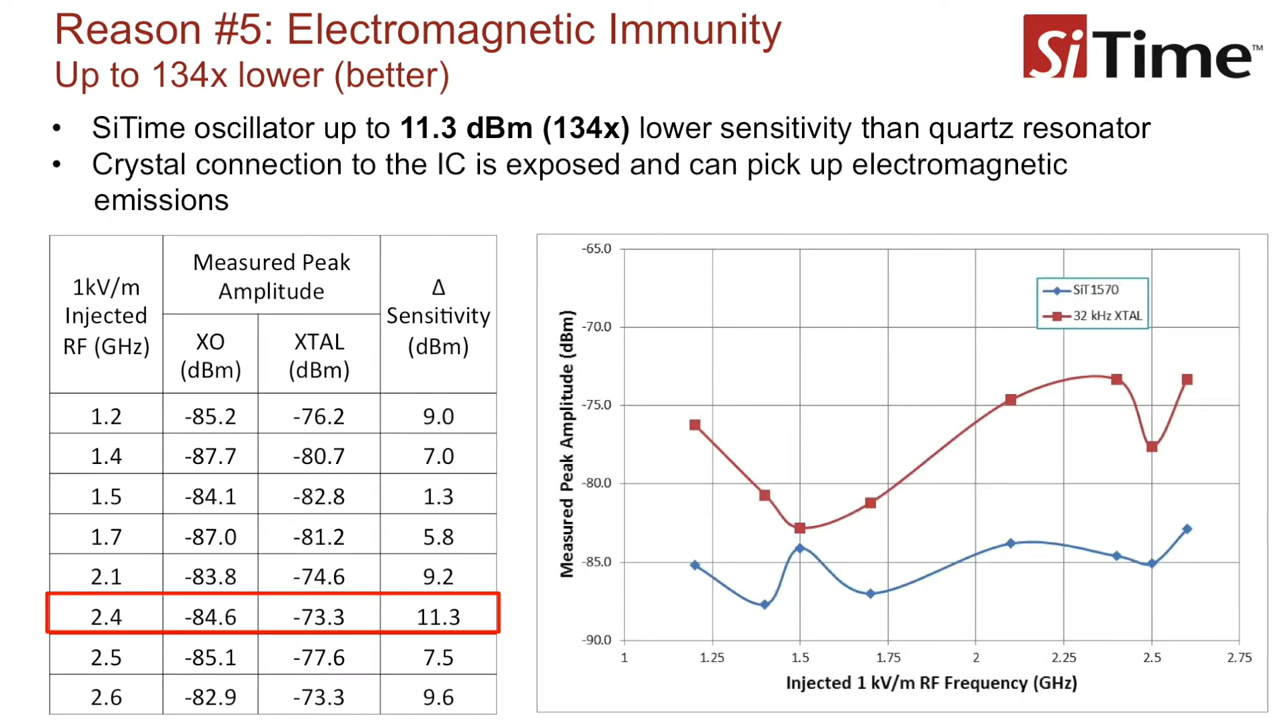 Reason #5: Electromagnetic Immunity
Up to 134x lower (better)
SiTime™
• SiTime oscillator up to 11.3 dBm (134x) lower sensitivity than quartz resonator
• Crystal connection to the IC is exposed and can pick up electromagnetic
emissions
1kV/m
Injected
RF (GHz)
Measured Peak
Amplitude
XO
(dBm)
XTAL
(dBm)
Δ
Sensitivity
(dBm)
1.2 -85.2 -76.2 9.0
1.4 -87.7 -80.7 7.0
1.5 -84.1 -82.8 1.3
1.7 -87.0 -81.2 5.8
2.1 -83.8 -74.6 9.2
2.4 -84.6 -73.3 11.3
2.5 -85.1 -77.6 7.5
2.6 -82.9 -73.3 9.6
Measured Peak Amplitude (dBm)
-65.0
-70.0
-75.0
-80.0
-85.0
-90.0
SiT1570
32 kHz XTAL
1 1.25 1.5 1.75 2 2.25 2.5 2.75
Injected 1 kV/m RF Frequency (GHz)